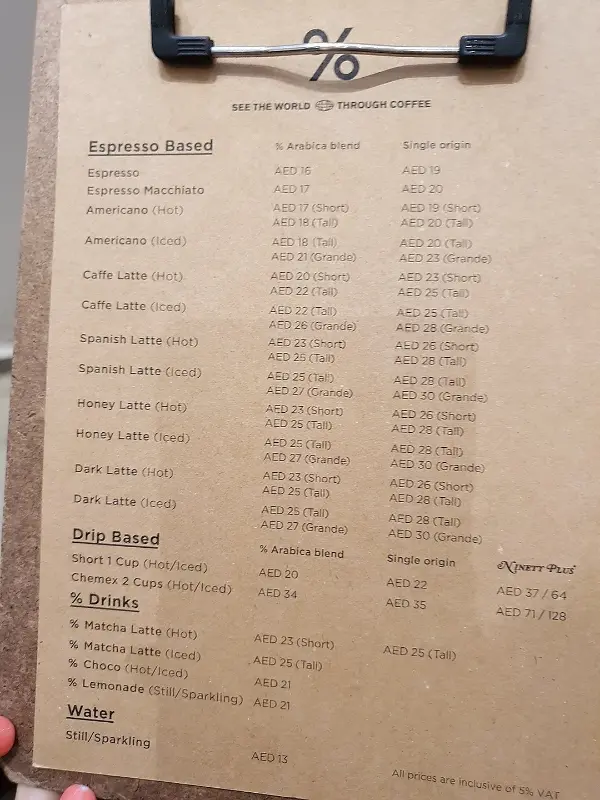 %
SEE THE WORLD THROUGH COFFEE
Espresso Based % Arabica blend Single origin
Espresso AED 16 AED 19
Espresso Macchiato AED 17 AED 20
Americano (Hot) AED 17 (Short) AED 19 (Short)
AED 18 (Tall) AED 20 (Tall)
Americano (Iced) AED 18 (Tall) AED 20 (Tall)
AED 21 (Grande) AED 23 (Grande)
Caffe Latte (Hot) AED 20 (Short) AED 23 (Short)
AED 22 (Tall) AED 25 (Tall)
Caffe Latte (Iced) AED 22 (Tall) AED 25 (Tall)
AED 26 (Grande) AED 28 (Grande)
Spanish Latte (Hot) AED 23 (Short) AED 26 (Short)
AED 25 (Tall) AED 28 (Tall)
Spanish Latte (Iced) AED 25 (Tall) AED 28 (Tall)
AED 27 (Grande) AED 30 (Grande)
Honey Latte (Hot) AED 23 (Short) AED 26 (Short)
AED 25 (Tall) AED 28 (Tall)
Honey Latte (Iced) AED 25 (Tall) AED 28 (Tall)
AED 27 (Grande) AED 30 (Grande)
Dark Latte (Hot) AED 23 (Short) AED 26 (Short)
AED 25 (Tall) AED 28 (Tall)
Dark Latte (Iced) AED 25 (Tall) AED 28 (Tall)
AED 27 (Grande) AED 30 (Grande)
Drip Based % Arabica blend Single origin Ninety Plus
Short 1 Cup (Hot/Iced) AED 20 AED 22 AED 37 / 64
Chemex 2 Cups (Hot/Iced) AED 34 AED 35 AED 71 / 128
% Drinks
% Matcha Latte (Hot) AED 23 (Short) AED 25 (Tall)
% Matcha Latte (Iced) AED 25 (Tall)
% Choco (Hot/Iced) AED 21
% Lemonade (Still/Sparkling) AED 21
Water
Still/Sparkling AED 13
All prices are inclusive of 5% VAT